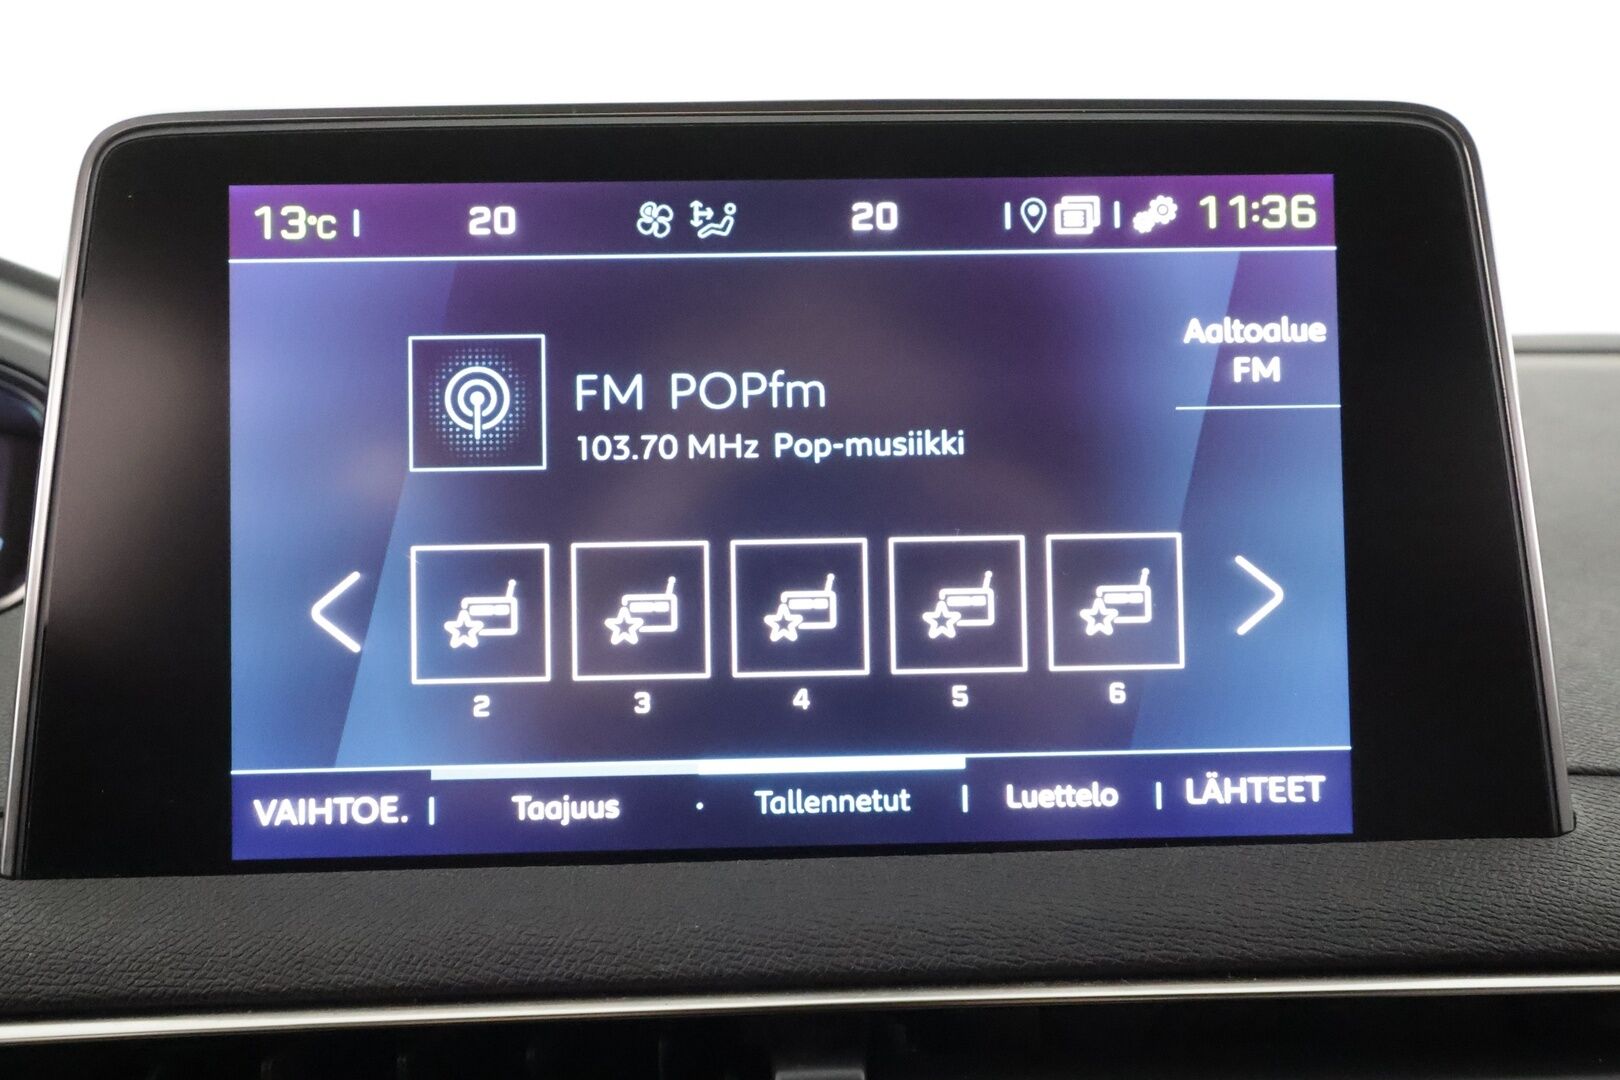 13°C 20 20 11:36
Aaltoalue
FM
FM POPfm
103.70 MHz Pop-musiikki
2 3 4 5 6
VAIHTOE. Taajuus · Tallennetut Luettelo LÄHTEET